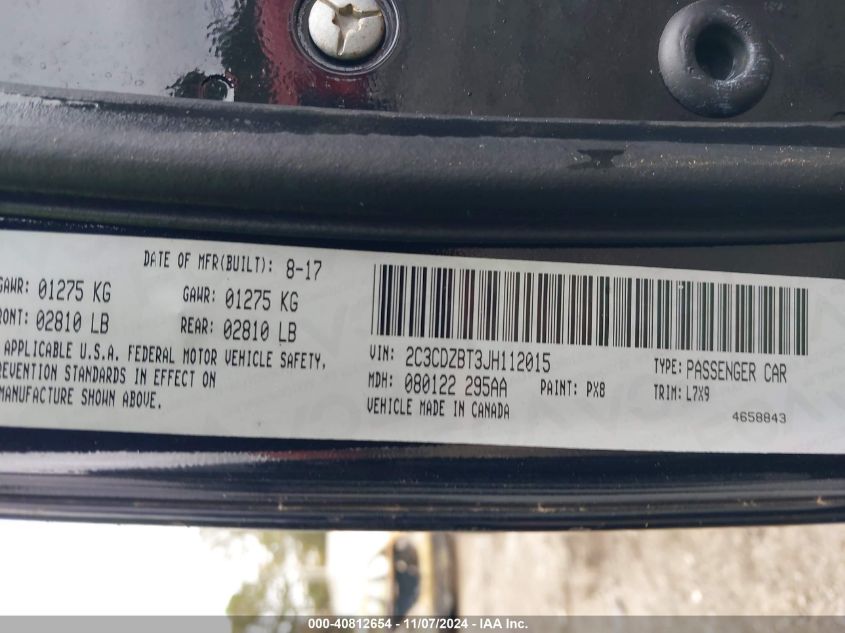 DATE OF MFR(BUILT): 8-17
GAWR: 01275 KG GAWR: 01275 KG
RONT: 02810 LB REAR: 02810 LB
APPLICABLE U.S.A. FEDERAL MOTOR VEHICLE SAFETY,
EVENTION STANDARDS IN EFFECT ON
MANUFACTURE SHOWN ABOVE.
VIN: 2C3CDZBT3JH112015 TYPE: PASSENGER CAR
MDH: 080122 295AA PAINT: PX8 TRIM: L7X9
VEHICLE MADE IN CANADA 4658843
000-40812654 - 11/07/2024 - IAA Inc.